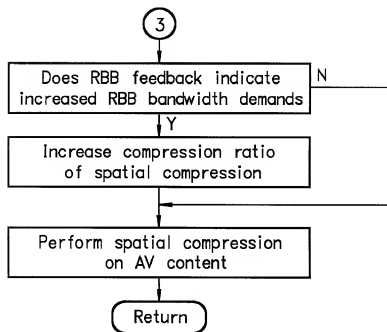 3
Does RBB feedback indicate
increased RBB bandwidth demands
N
Y
Increase compression ratio
of spatial compression
Perform spatial compression
on AV content
Return